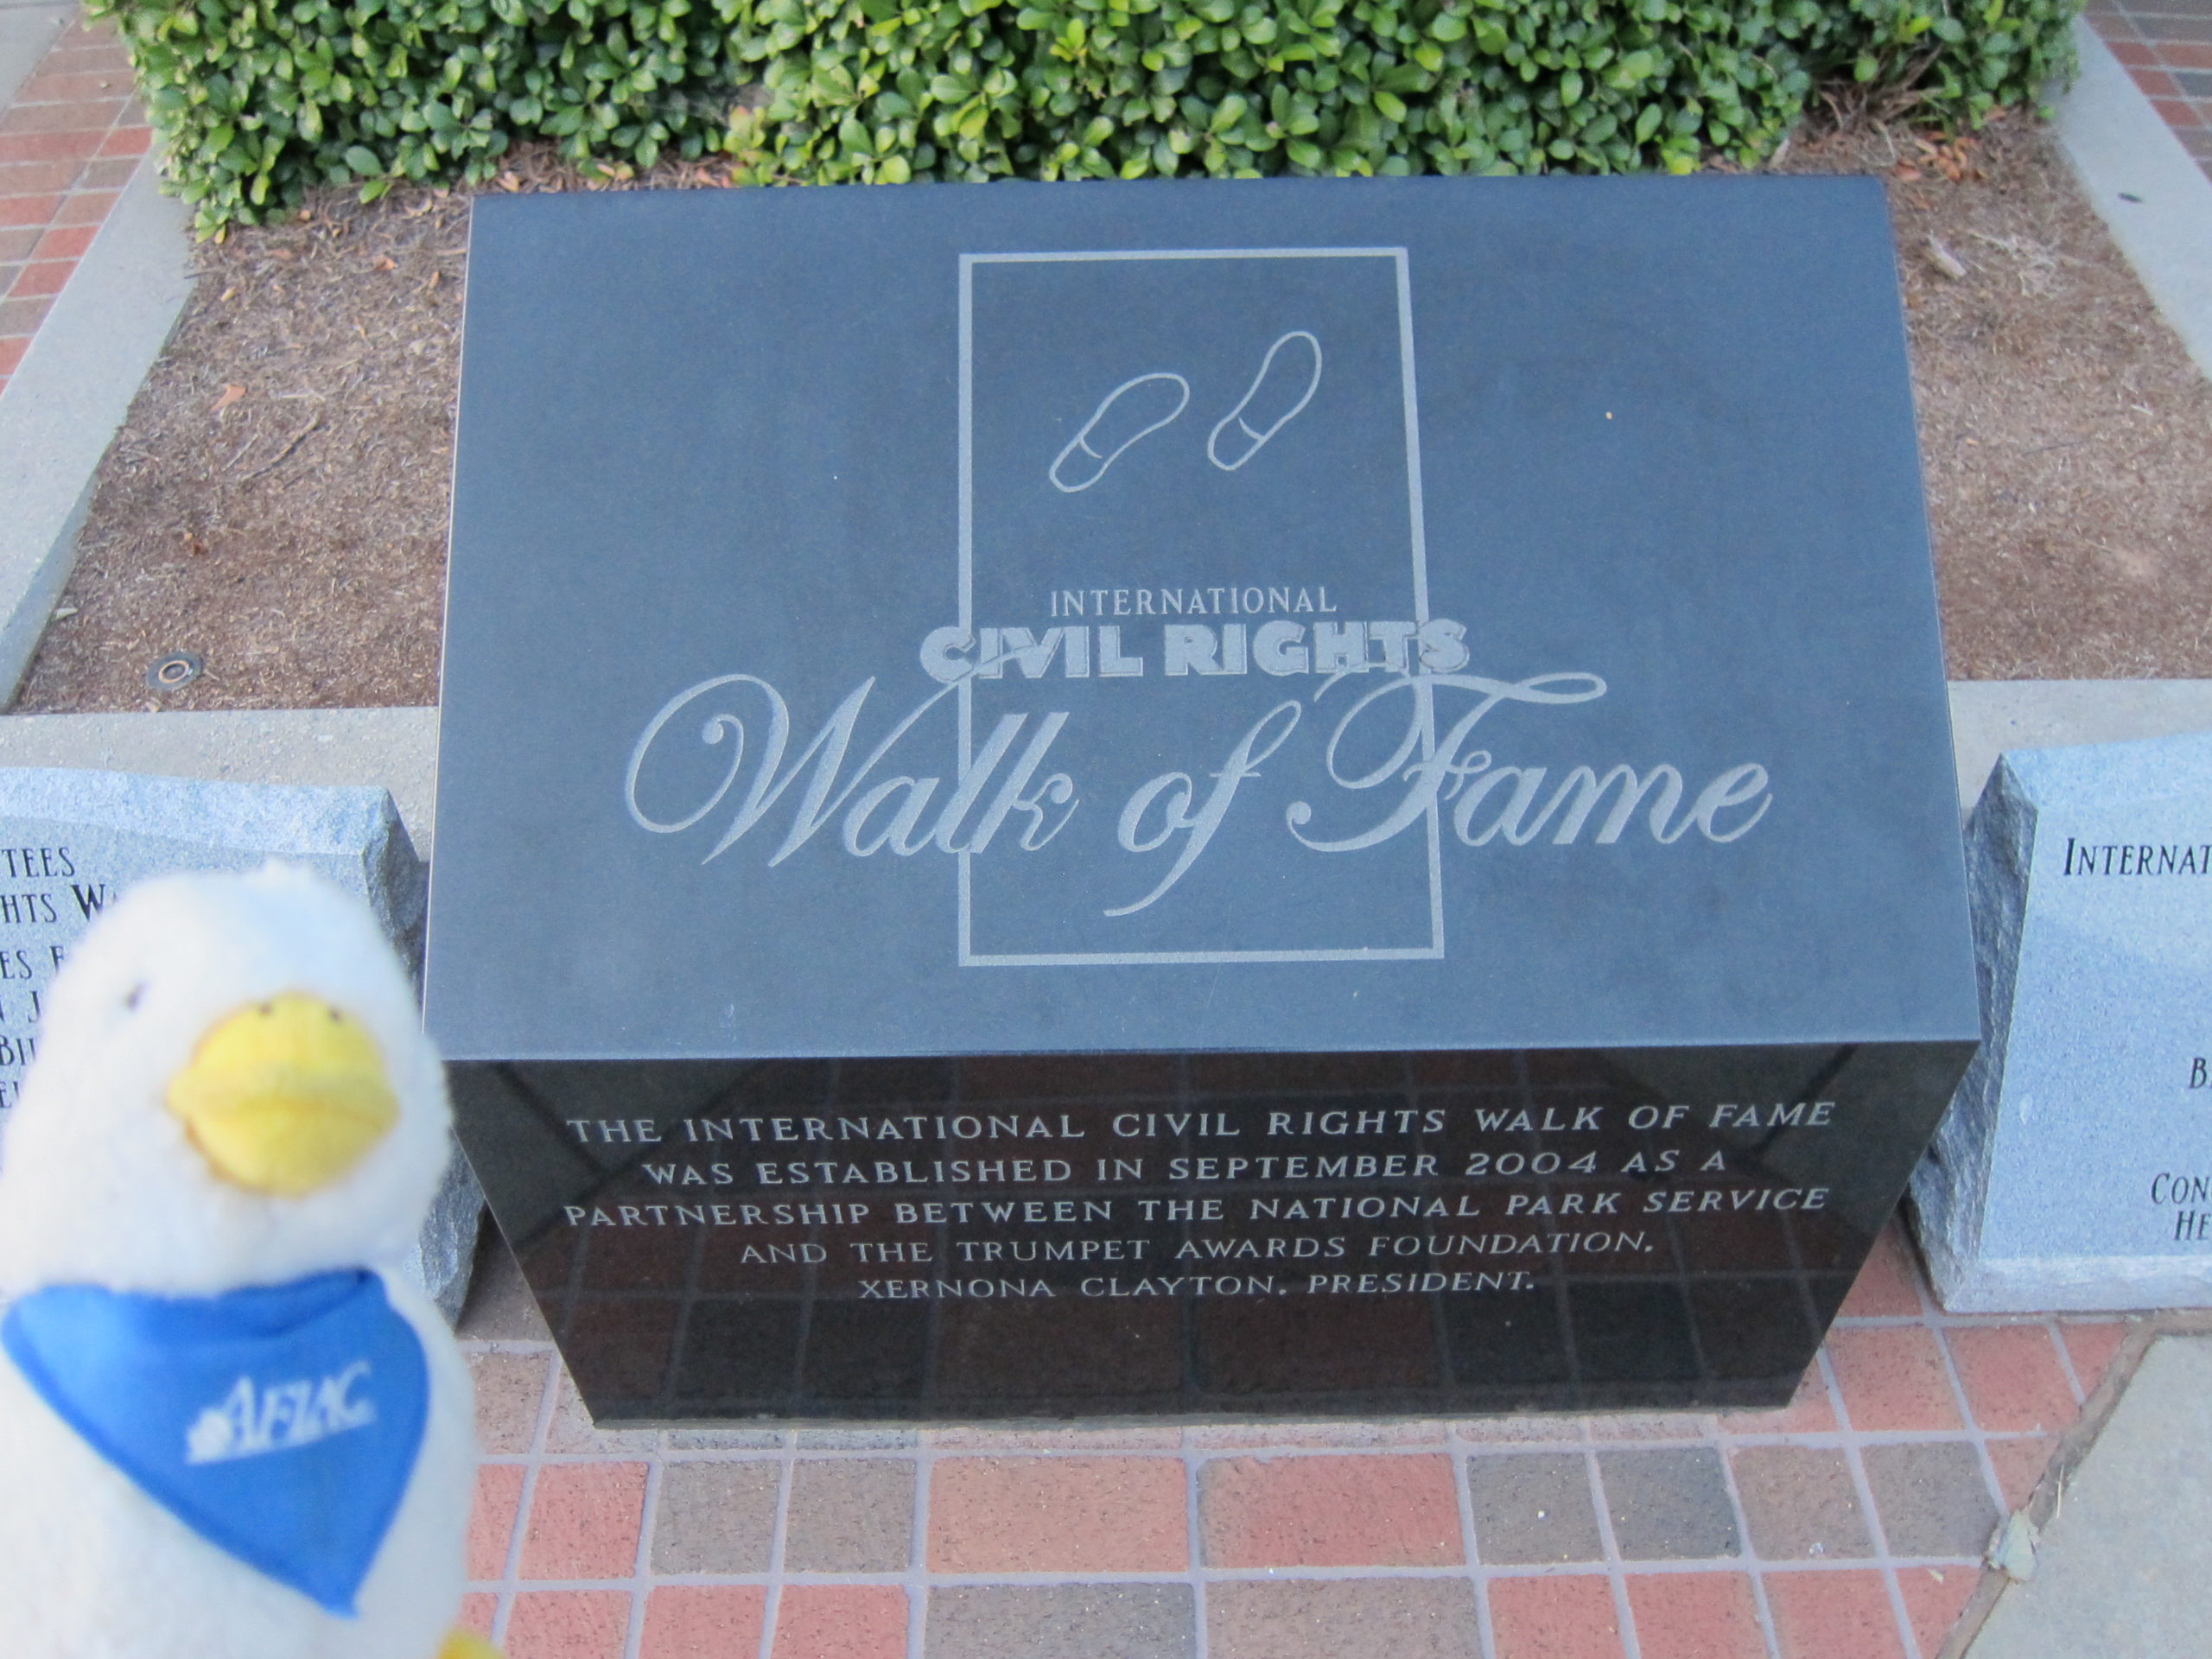 INTERNATIONAL
CIVIL RIGHTS
Walk of Fame
THE INTERNATIONAL CIVIL RIGHTS WALK OF FAME
WAS ESTABLISHED IN SEPTEMBER 2004 AS A
PARTNERSHIP BETWEEN THE NATIONAL PARK SERVICE
AND THE TRUMPET AWARDS FOUNDATION.
XERNONA CLAYTON, PRESIDENT.
AFLAC